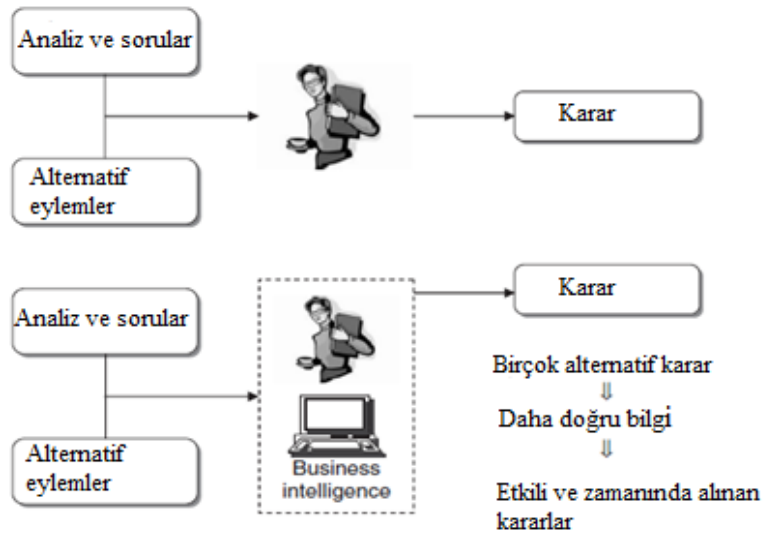 Analiz ve sorular
Alternatif
eylemler
Karar
Analiz ve sorular
Alternatif
eylemler
Business
intelligence
Karar
Birçok alternatif karar
⇓
Daha doğru bilgi
⇓
Etkili ve zamanında alınan
kararlar